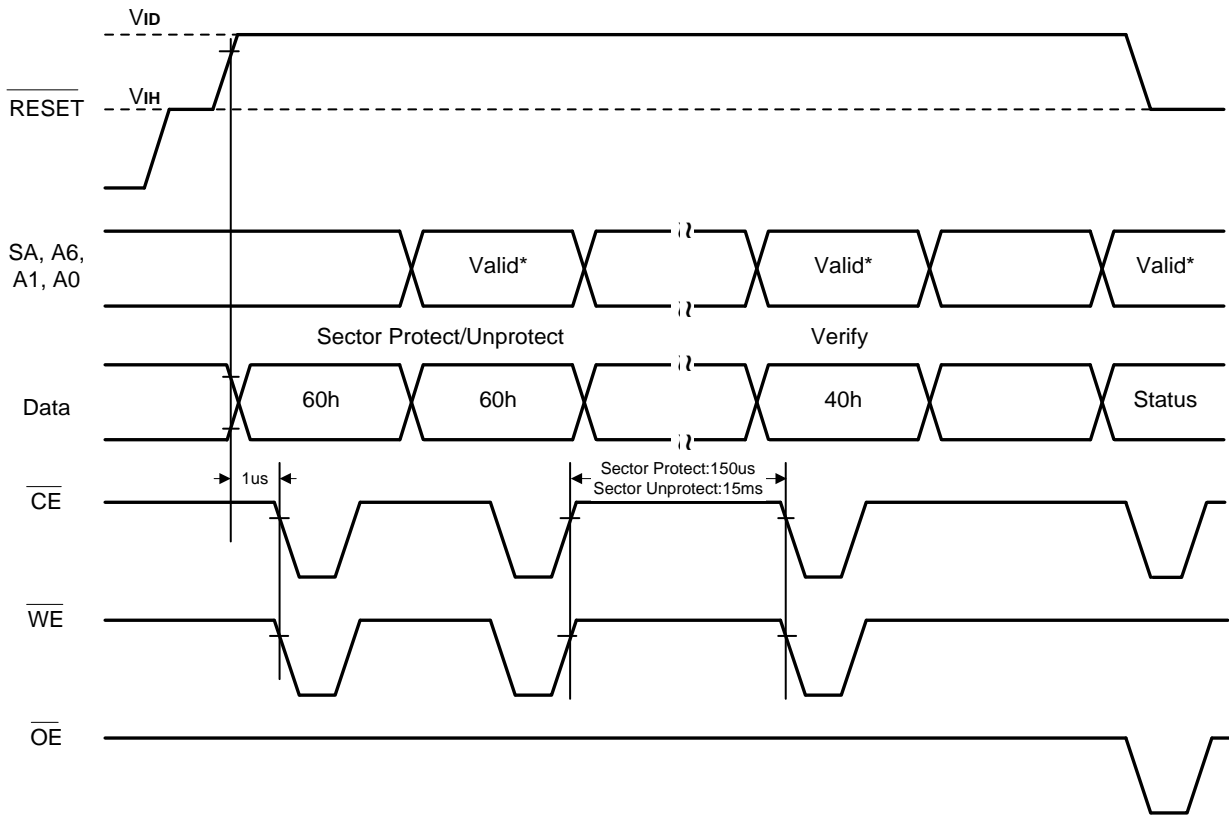 VID
VIH
RESET
SA, A6,
A1, A0
Valid*
Valid*
Valid*
Sector Protect/Unprotect
Verify
Data
60h
60h
40h
Status
1us
Sector Protect:150us
Sector Unprotect:15ms
CE
WE
OE